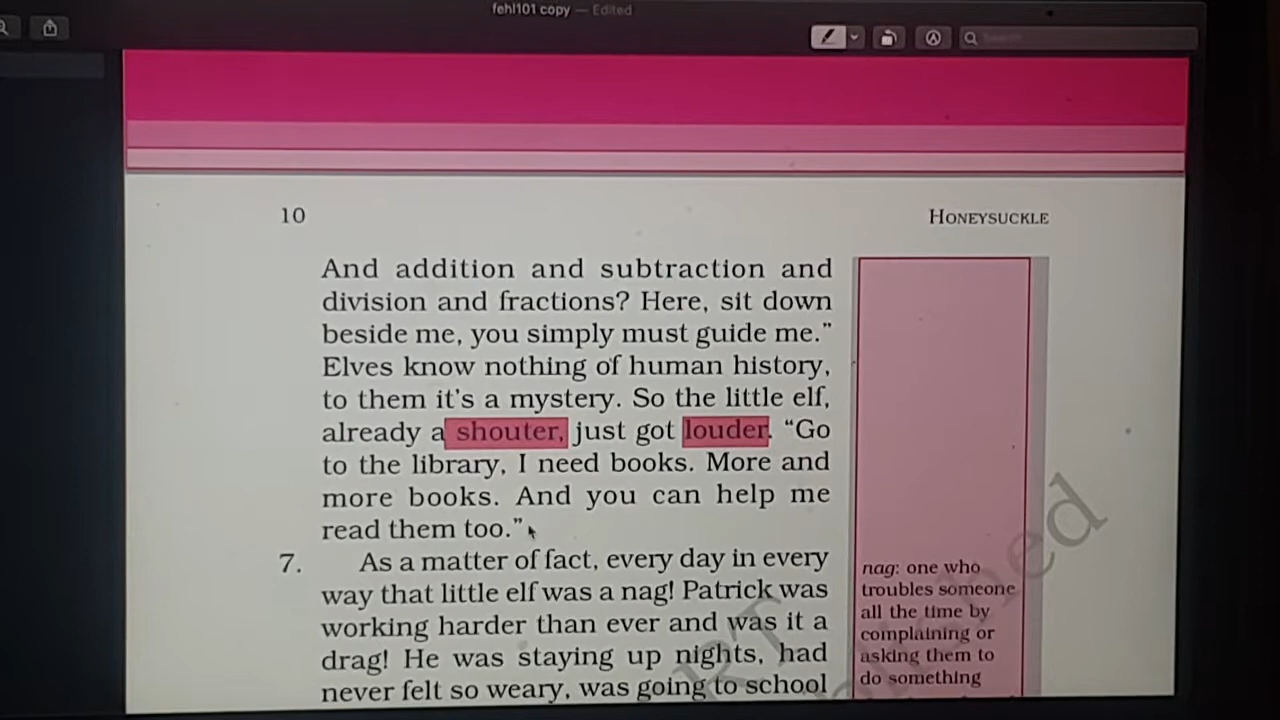 fehl101 copy — Edited
10
HONEYSUCKLE
And addition and subtraction and
division and fractions? Here, sit down
beside me, you simply must guide me.”
Elves know nothing of human history,
to them it's a mystery. So the little elf,
already a shouter, just got louder. “Go
to the library, I need books. More and
more books. And you can help me
read them too.”
7. As a matter of fact, every day in every
way that little elf was a nag! Patrick was
working harder than ever and was it a
drag! He was staying up nights, had
never felt so weary, was going to school
nag: one who
troubles someone
all the time by
complaining or
asking them to
do something